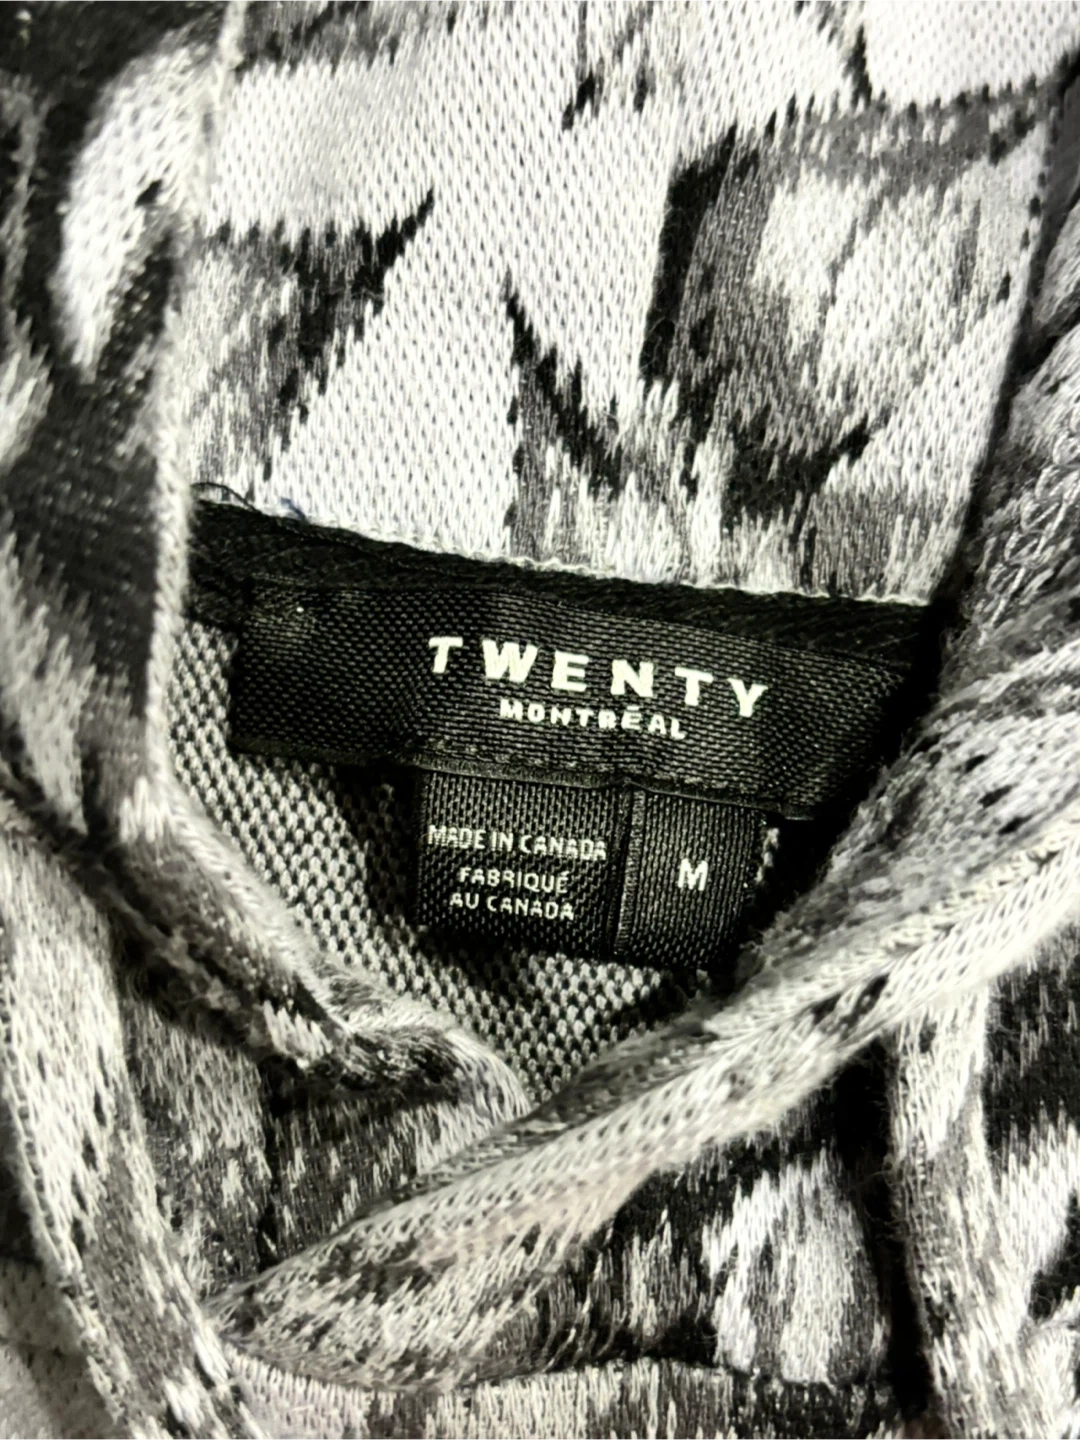 TWENTY
MONTRÉAL
MADE IN CANADA
FABRIQUÉ
AU CANADA
M